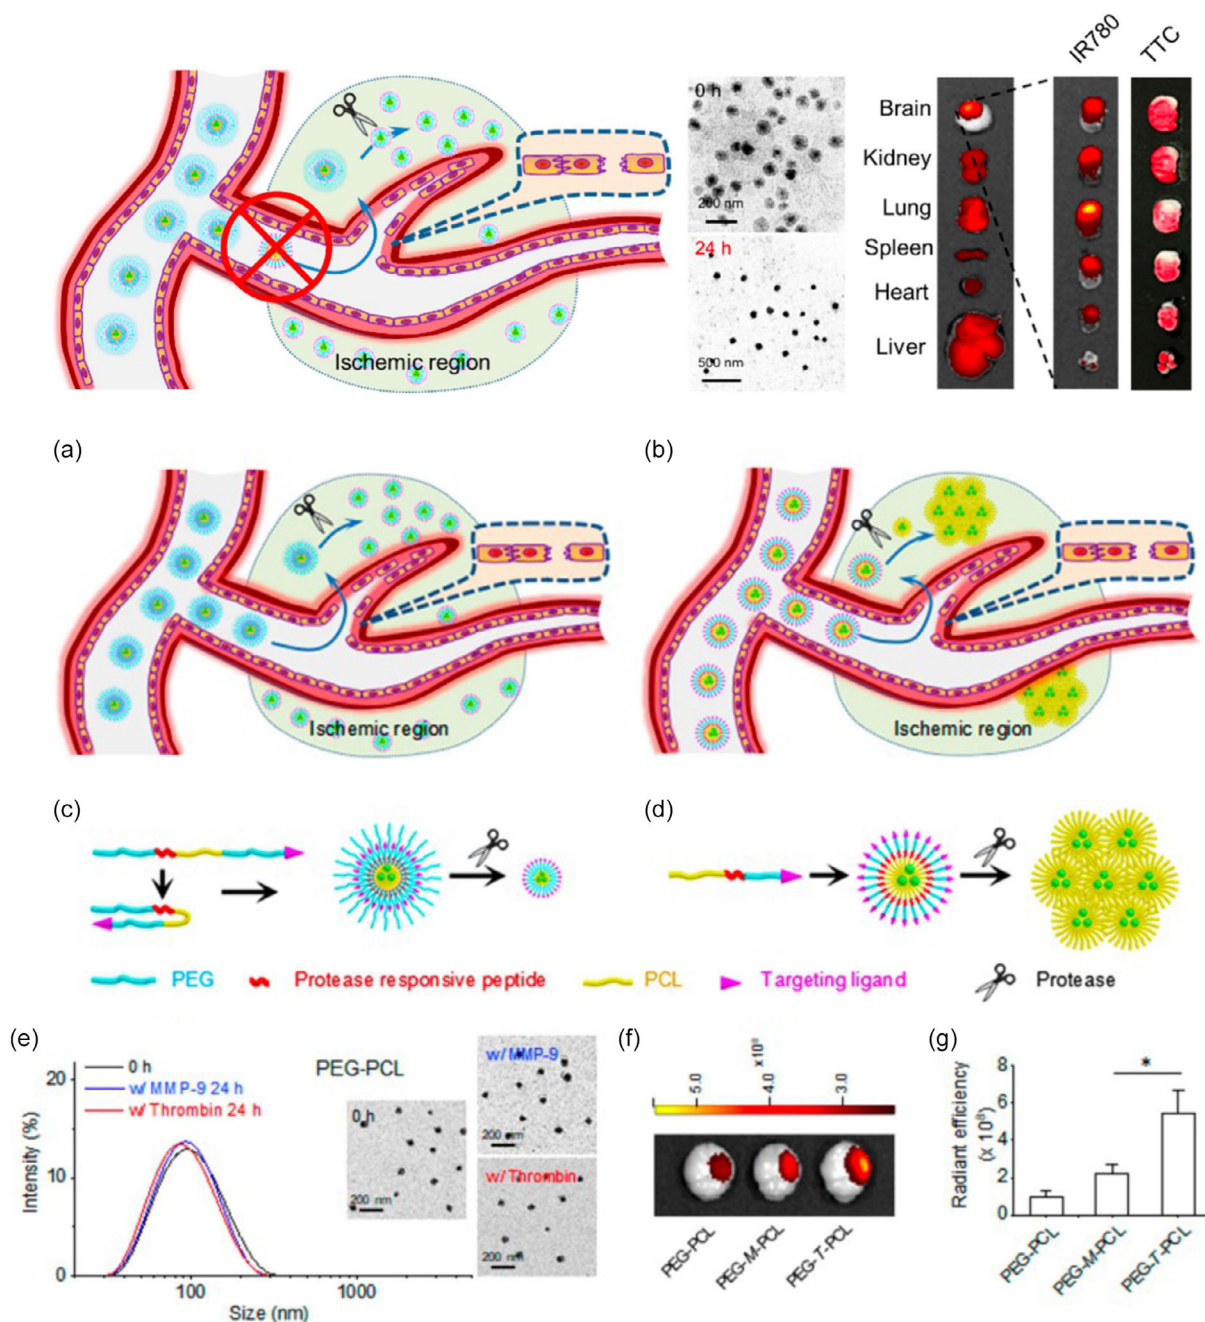 IR780
TTC
0 h
200 nm
24 h
500 nm
Brain
Kidney
Lung
Spleen
Heart
Liver
Ischemic region
(a)
(b)
Ischemic region
Ischemic region
(c)
(d)
PEG
Protease responsive peptide
PCL
Targeting ligand
Protease
(e)
0 h
w/ MMP-9 24 h
w/ Thrombin 24 h
PEG-PCL
0 h
200 nm
w/ MMP-9
200 nm
w/ Thrombin
200 nm
Intensity (%)
20
10
0
100
1000
Size (nm)
(f)
x10⁸
5.0
4.0
3.0
PEG-PCL
PEG-M-PCL
PEG-T-PCL
(g)
Radiant efficiency
(x 10⁸)
8
6
4
2
0
*
PEG-PCL
PEG-M-PCL
PEG-T-PCL